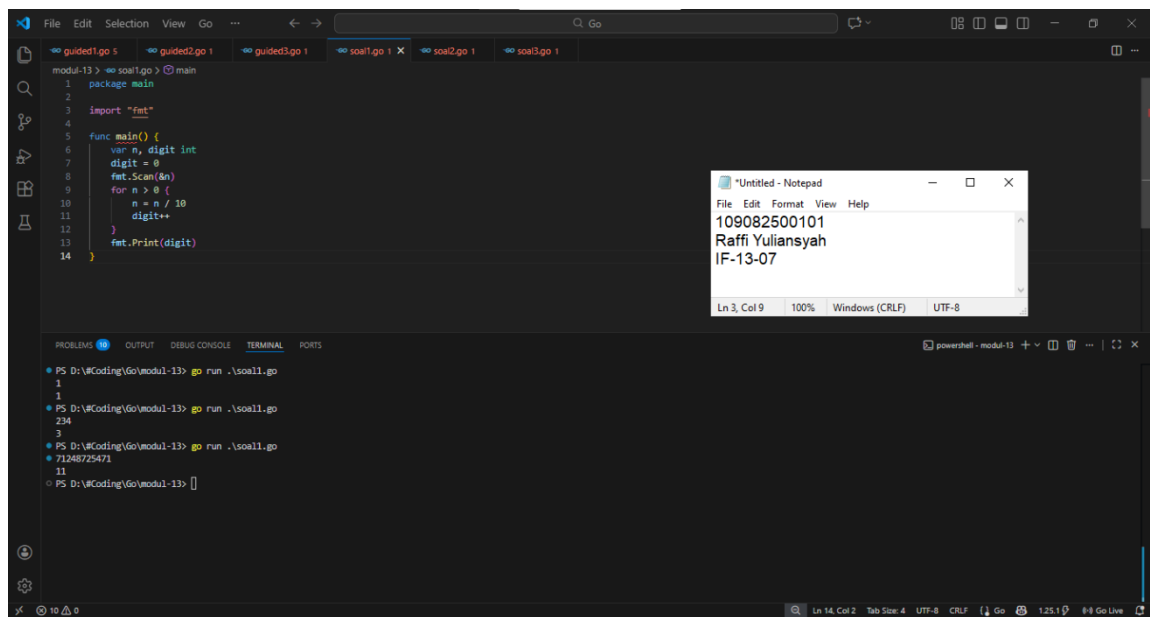 File Edit Selection View Go ... Go
guided1.go 5 guided2.go 1 guided3.go 1 soal1.go 1 soal2.go 1 soal3.go 1
modul-13 > soal1.go > main
1 package main
2
3 import "fmt"
4
5 func main() {
6 var n, digit int
7 digit = 0
8 fmt.Scan(&n)
9 for n > 0 {
10 n = n / 10
11 digit++
12 }
13 fmt.Print(digit)
14 }
*Untitled - Notepad
File Edit Format View Help
109082500101
Raffi Yuliansyah
IF-13-07
Ln 3, Col 9 100% Windows (CRLF) UTF-8
PROBLEMS 10 OUTPUT DEBUG CONSOLE TERMINAL PORTS powershell - modul-13
PS D:\#Coding\Go\modul-13> go run .\soal1.go
1
1
PS D:\#Coding\Go\modul-13> go run .\soal1.go
234
3
PS D:\#Coding\Go\modul-13> go run .\soal1.go
71248725471
11
PS D:\#Coding\Go\modul-13>
10 0 Ln 14, Col 2 Tab Size: 4 UTF-8 CRLF {} Go 1.25.1 Go Live